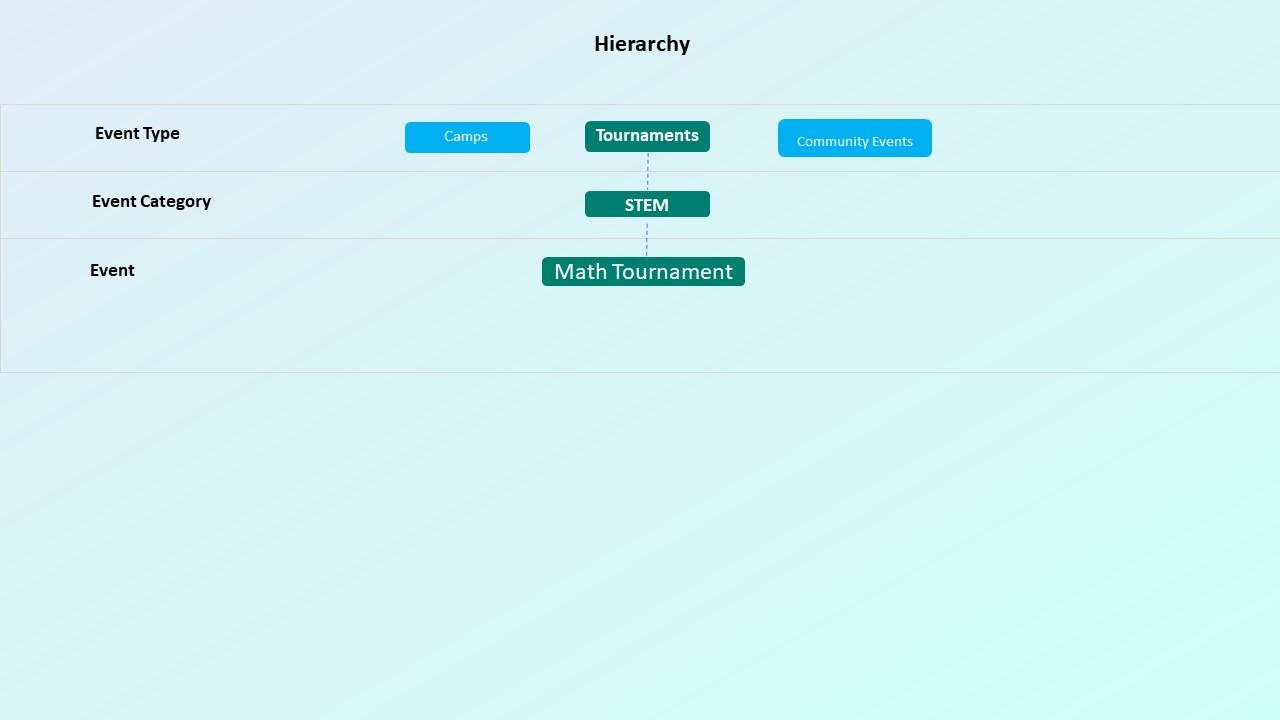 Hierarchy
Event Type
Camps
Tournaments
Community Events
Event Category
STEM
Event
Math Tournament